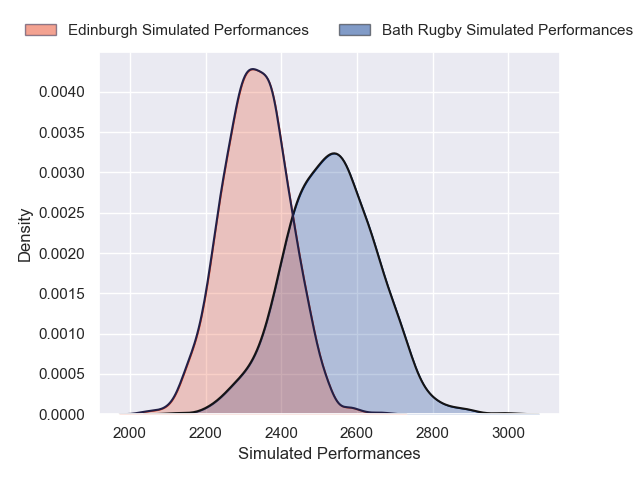 Edinburgh Simulated Performances Bath Rugby Simulated Performances
0.0040
0.0035
0.0030
0.0025
0.0020
0.0015
0.0010
0.0005
0.0000
Density
2000 2200 2400 2600 2800 3000
Simulated Performances